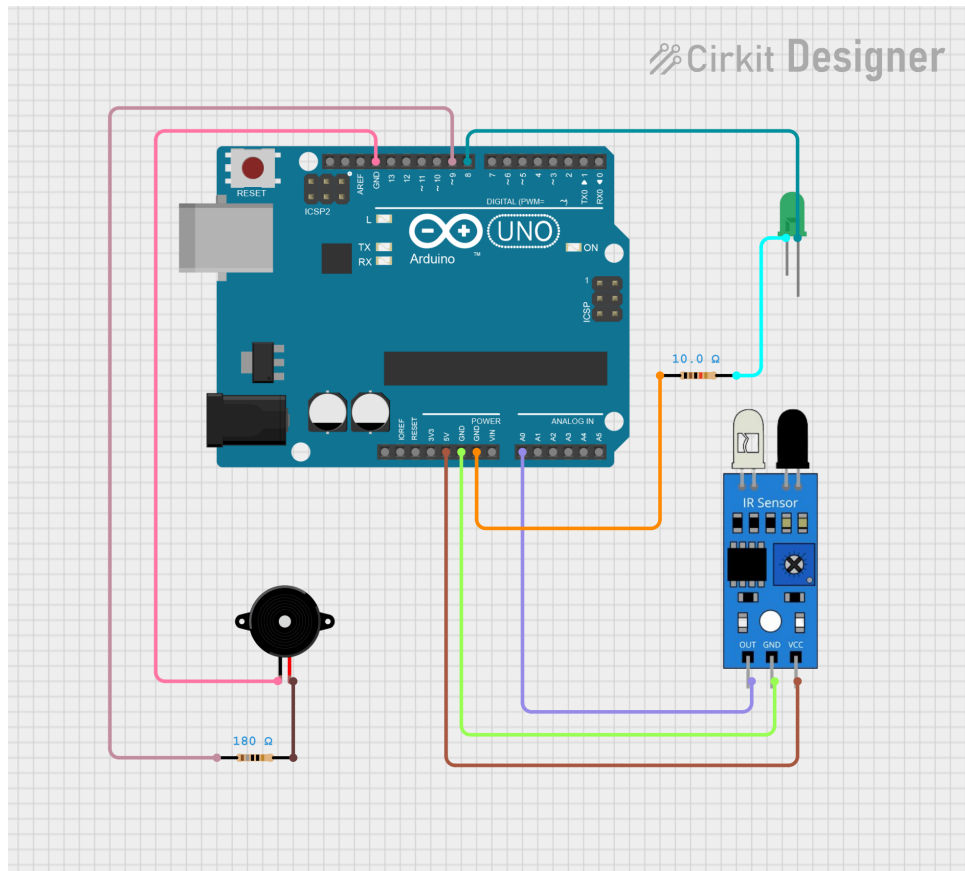 Cirkit Designer
RESET
ICSP2
AREF
GND
13
12
~11
~10
~9
8
7
~6
~5
4
~3
2
TX0 ▶ 1
RX0 ◀ 0
DIGITAL (PWM=
L
TX
RX
Arduino
™
UNO
ON
1
ICSP
10.0 Ω
IOREF
RESET
3V3
5V
GND
GND
VIN
POWER
ANALOG IN
A0
A1
A2
A3
A4
A5
IR Sensor
OUT GND VCC
180 Ω